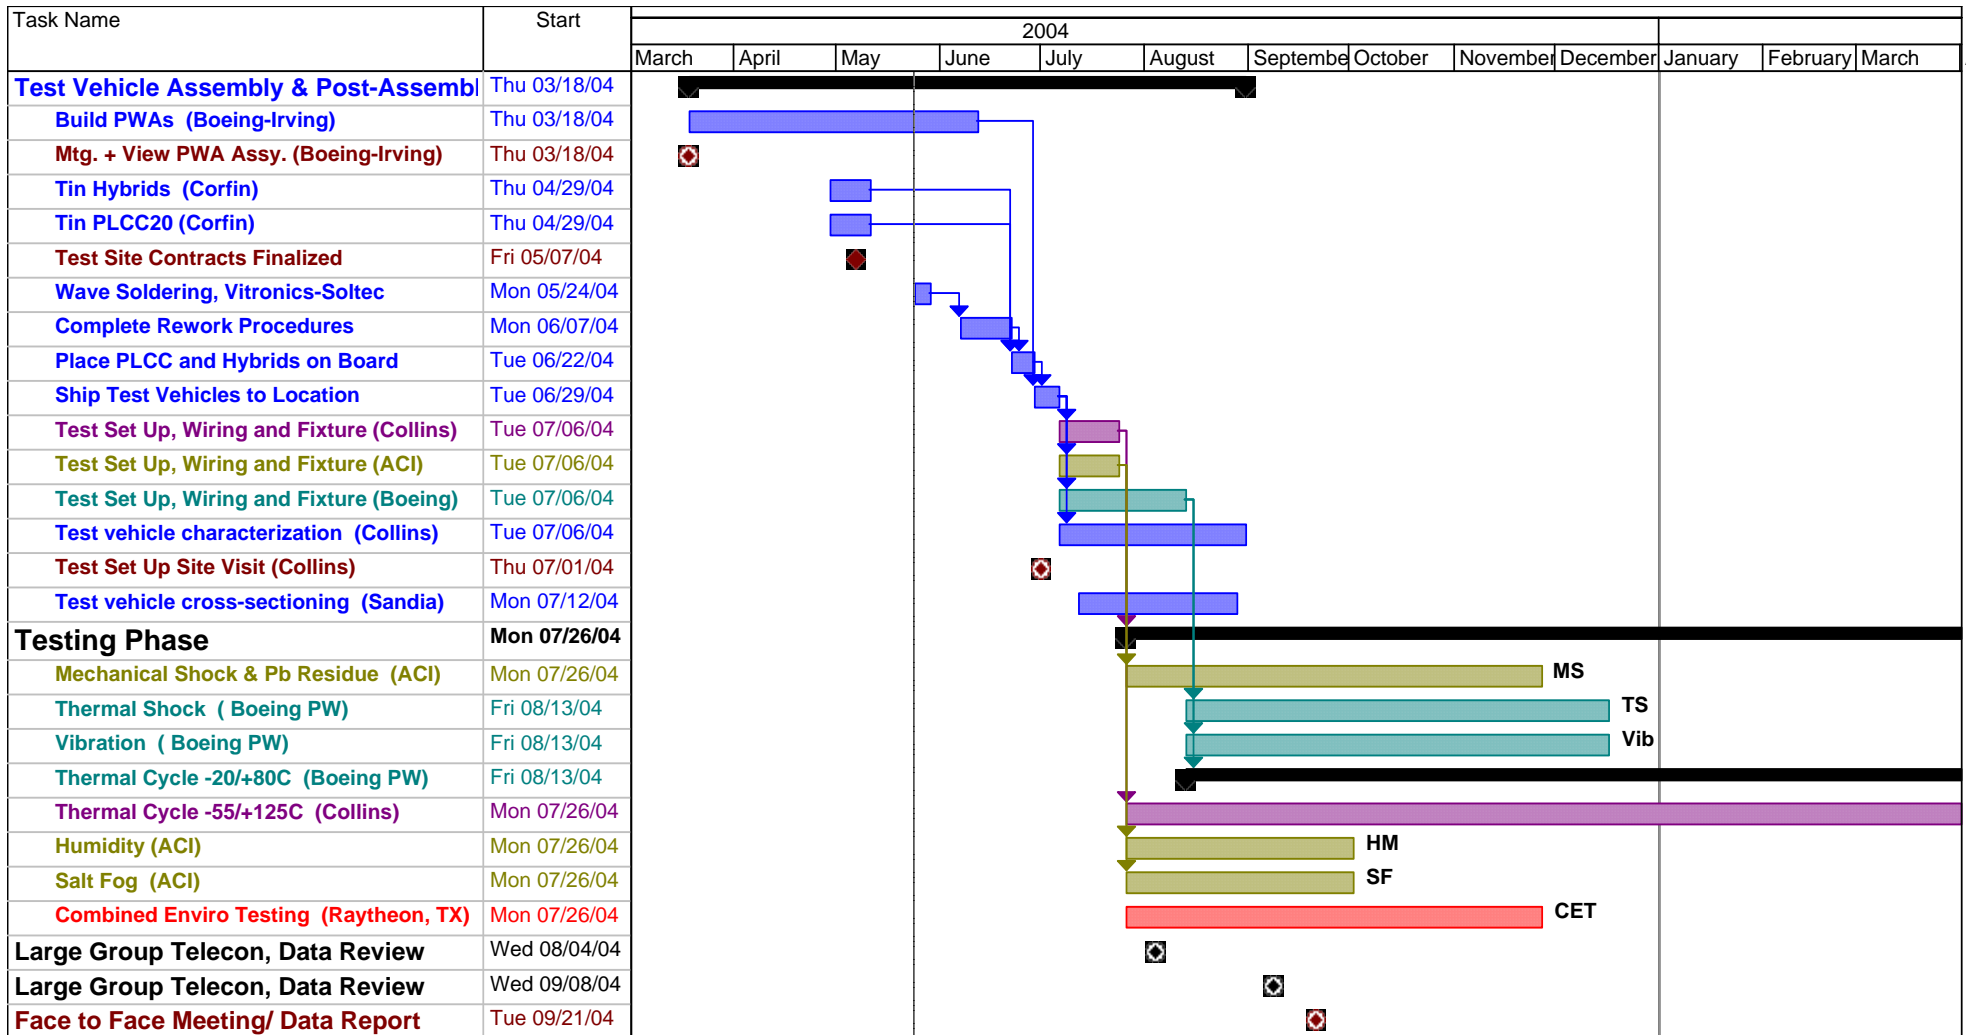 Task Name Start
2004
March April May June July August Septembe October November December January February March
Test Vehicle Assembly & Post-Assembl Thu 03/18/04
Build PWAs (Boeing-Irving) Thu 03/18/04
Mtg. + View PWA Assy. (Boeing-Irving) Thu 03/18/04
Tin Hybrids (Corfin) Thu 04/29/04
Tin PLCC20 (Corfin) Thu 04/29/04
Test Site Contracts Finalized Fri 05/07/04
Wave Soldering, Vitronics-Soltec Mon 05/24/04
Complete Rework Procedures Mon 06/07/04
Place PLCC and Hybrids on Board Tue 06/22/04
Ship Test Vehicles to Location Tue 06/29/04
Test Set Up, Wiring and Fixture (Collins) Tue 07/06/04
Test Set Up, Wiring and Fixture (ACI) Tue 07/06/04
Test Set Up, Wiring and Fixture (Boeing) Tue 07/06/04
Test vehicle characterization (Collins) Tue 07/06/04
Test Set Up Site Visit (Collins) Thu 07/01/04
Test vehicle cross-sectioning (Sandia) Mon 07/12/04
Testing Phase Mon 07/26/04
Mechanical Shock & Pb Residue (ACI) Mon 07/26/04 MS
Thermal Shock ( Boeing PW) Fri 08/13/04 TS
Vibration ( Boeing PW) Fri 08/13/04 Vib
Thermal Cycle -20/+80C (Boeing PW) Fri 08/13/04
Thermal Cycle -55/+125C (Collins) Mon 07/26/04
Humidity (ACI) Mon 07/26/04 HM
Salt Fog (ACI) Mon 07/26/04 SF
Combined Enviro Testing (Raytheon, TX) Mon 07/26/04 CET
Large Group Telecon, Data Review Wed 08/04/04
Large Group Telecon, Data Review Wed 09/08/04
Face to Face Meeting/ Data Report Tue 09/21/04